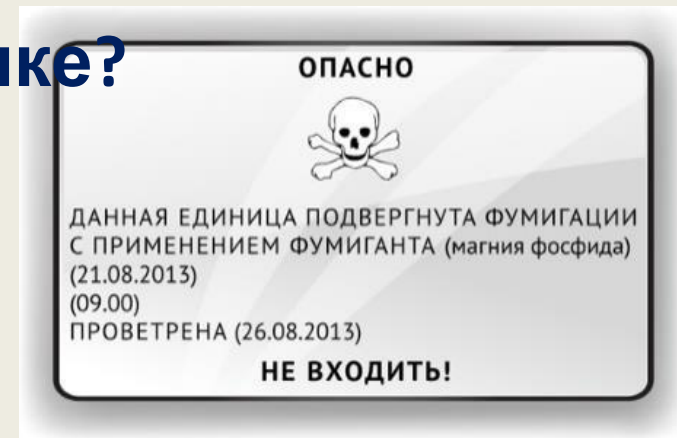 ке?
ОПАСНО
ДАННАЯ ЕДИНИЦА ПОДВЕРГНУТА ФУМИГАЦИИ
С ПРИМЕНЕНИЕМ ФУМИГАНТА (магния фосфида)
(21.08.2013)
(09.00)
ПРОВЕТРЕНА (26.08.2013)
НЕ ВХОДИТЬ!